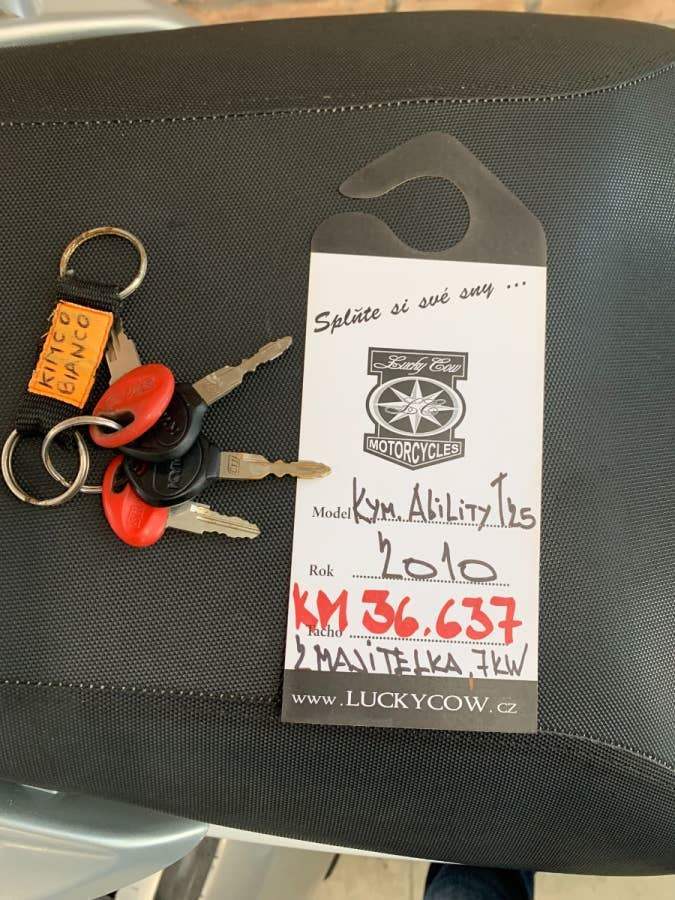 KIMCO
BIANCO
Splňte si své sny ...
Lucky Cow
MOTORCYCLES
Model KYM. AbiLiTY 125
Rok 2010
KM 36.637
Tacho
2 MAJITELKA, 7KW
www.LUCKYCOW.cz